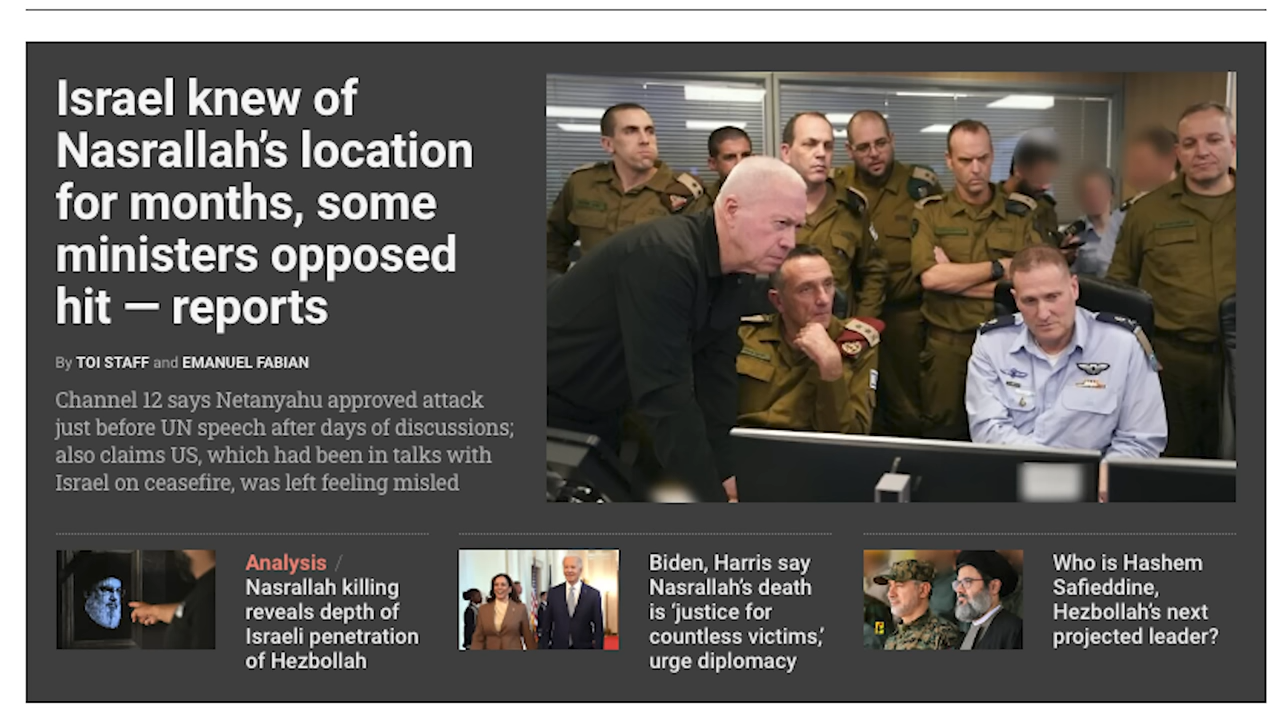 Israel knew of
Nasrallah's location
for months, some
ministers opposed
hit — reports
By TOI STAFF and EMANUEL FABIAN
Channel 12 says Netanyahu approved attack
just before UN speech after days of discussions;
also claims US, which had been in talks with
Israel on ceasefire, was left feeling misled
Analysis /
Nasrallah killing
reveals depth of
Israeli penetration
of Hezbollah
Biden, Harris say
Nasrallah's death
is ‘justice for
countless victims,’
urge diplomacy
Who is Hashem
Safieddine,
Hezbollah's next
projected leader?